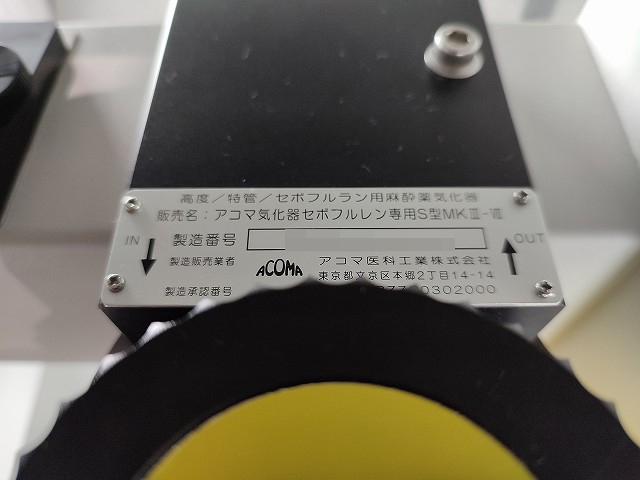 高度/特管/セボフルラン用麻酔薬気化器
販売名:アコマ気化器セボフルレン専用S型MKⅢ-Ⅶ
IN
製造番号
OUT
製造販売業者 ACOMA アコマ医科工業株式会社
東京都文京区本郷2丁目14-14
製造承認番号 0302000